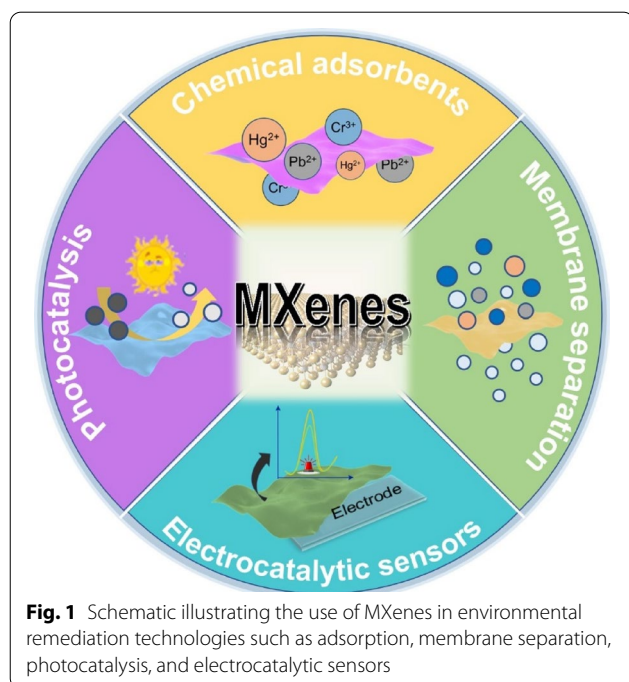 Chemical adsorbents
Hg²⁺
Cr³⁺
Pb²⁺
Hg²⁺
Pb²⁺
Photocatalysis
MXenes
Membrane separation
Electrode
Electrocatalytic sensors
Fig. 1 Schematic illustrating the use of MXenes in environmental
remediation technologies such as adsorption, membrane separation,
photocatalysis, and electrocatalytic sensors